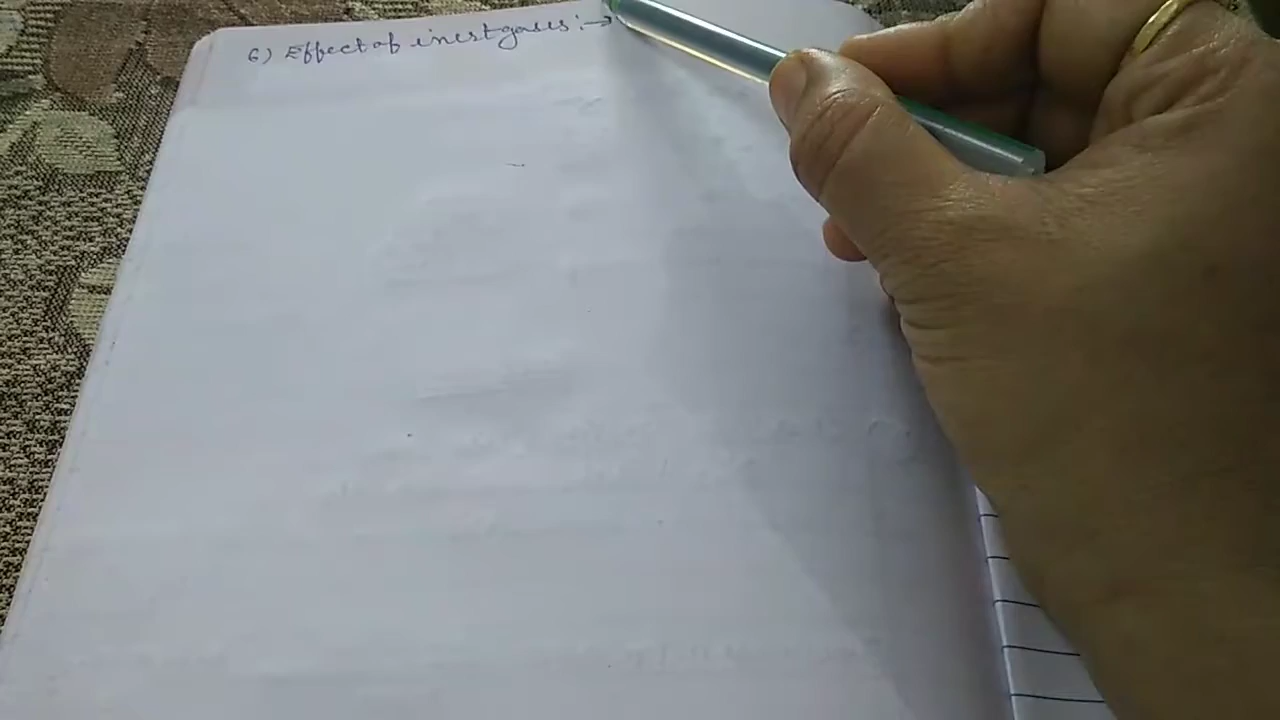 6) Effect of inert gases :→